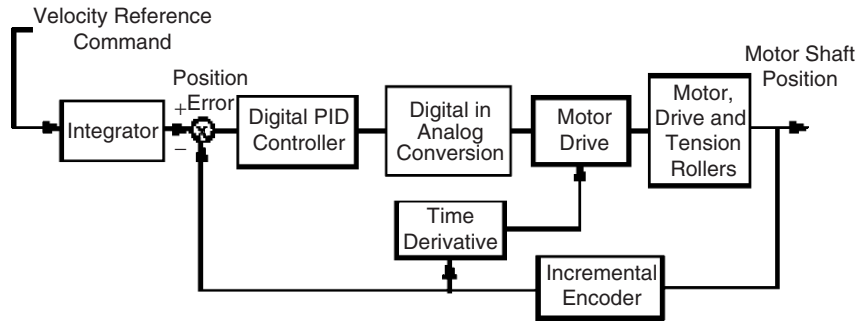 Velocity Reference
Command
Integrator
+
−
Position
Error
X
Digital PID
Controller
Digital in
Analog
Conversion
Motor
Drive
Motor,
Drive and
Tension
Rollers
Motor Shaft
Position
Time
Derivative
Incremental
Encoder